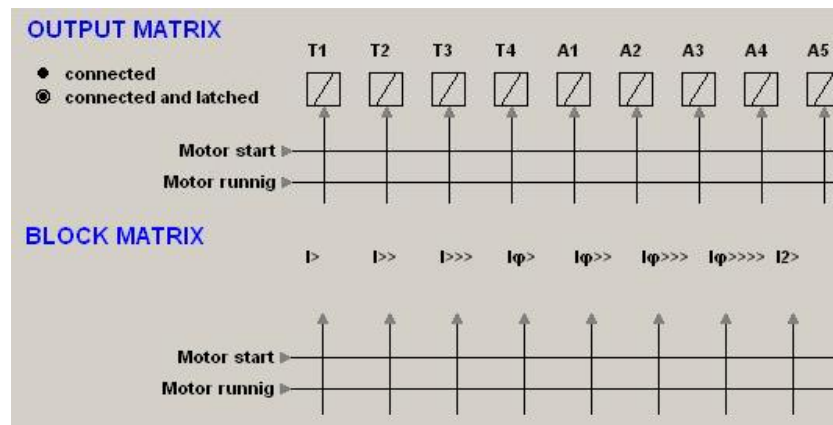 OUTPUT MATRIX
T1 T2 T3 T4 A1 A2 A3 A4 A5
connected
connected and latched
Motor start
Motor runnig
BLOCK MATRIX
I> I>> I>>> Iφ> Iφ>> Iφ>>> Iφ>>>> I2>
Motor start
Motor runnig